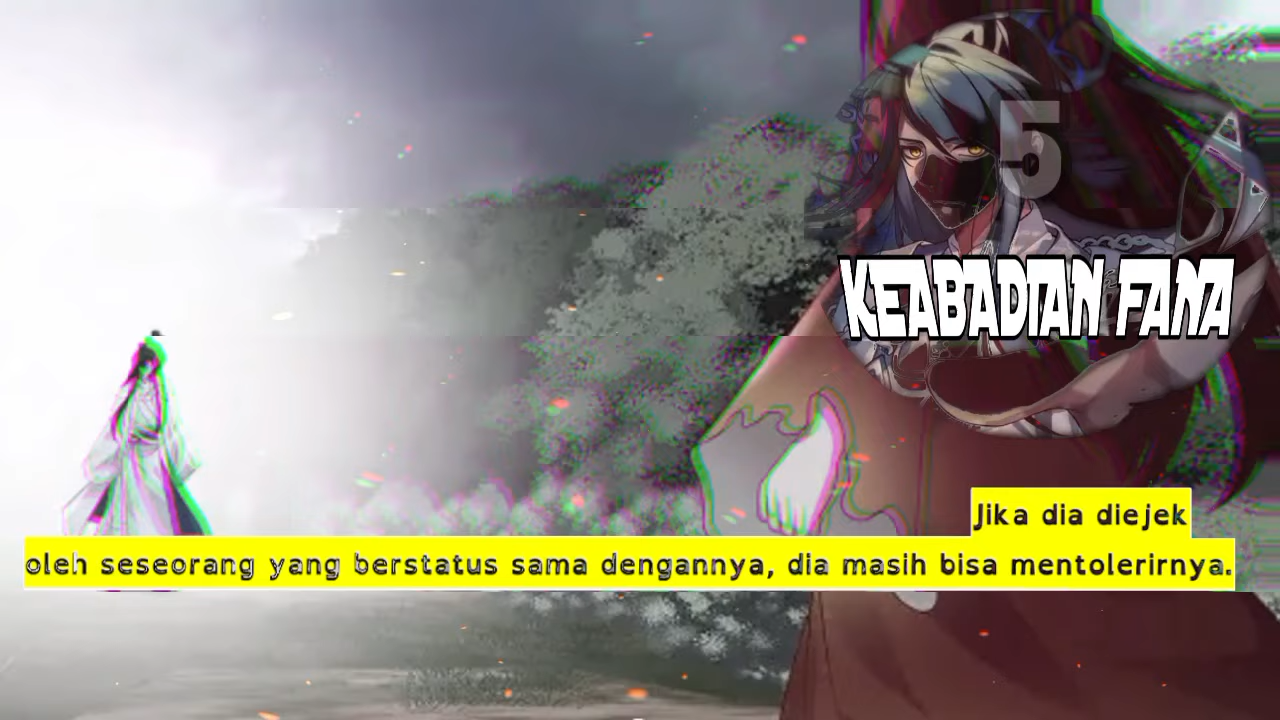 5
KEABADIAN FANA
Jika dia diejek
oleh seseorang yang berstatus sama dengannya, dia masih bisa mentolerirnya.